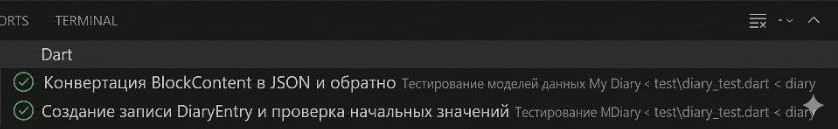 ORTS TERMINAL
Dart
Конвертация BlockContent в JSON и обратно Тестирование моделей данных My Diary < test\diary_test.dart < diary
Создание записи DiaryEntry и проверка начальных значений Тестирование MDiary < test\diary_test.dart < diary